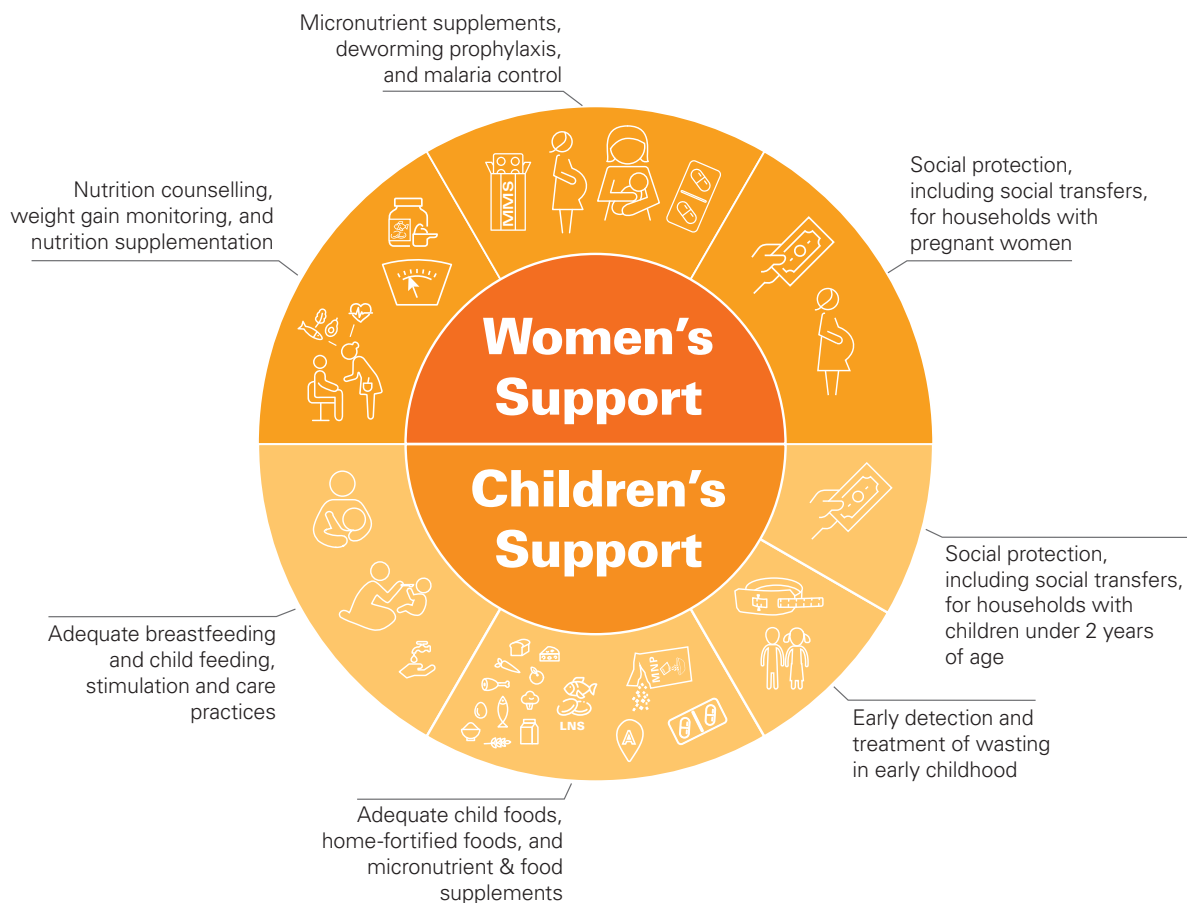 Micronutrient supplements,
deworming prophylaxis,
and malaria control
Nutrition counselling,
weight gain monitoring, and
nutrition supplementation
Social protection,
including social transfers,
for households with
pregnant women
MMS
Women's
Support
Children's
Support
Social protection,
including social transfers,
for households with
children under 2 years
of age
Adequate breastfeeding
and child feeding,
stimulation and care
practices
MNP
LNS
A
Early detection and
treatment of wasting
in early childhood
Adequate child foods,
home-fortified foods, and
micronutrient & food
supplements